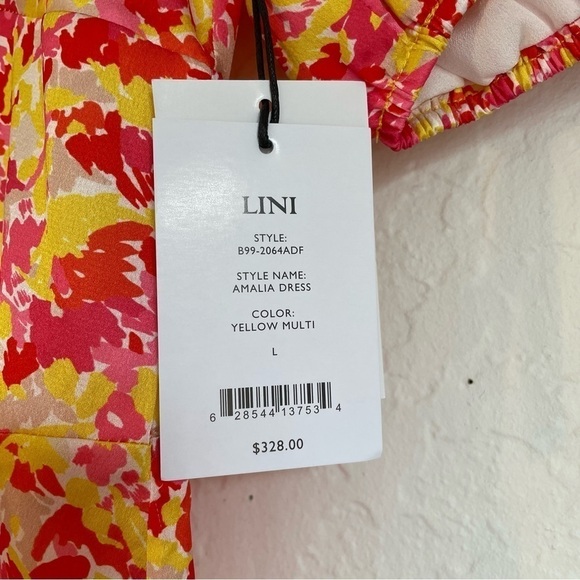 LINI
STYLE:
B99-2064ADF
STYLE NAME:
AMALIA DRESS
COLOR:
YELLOW MULTI
L
6 28544 13753 4
$328.00